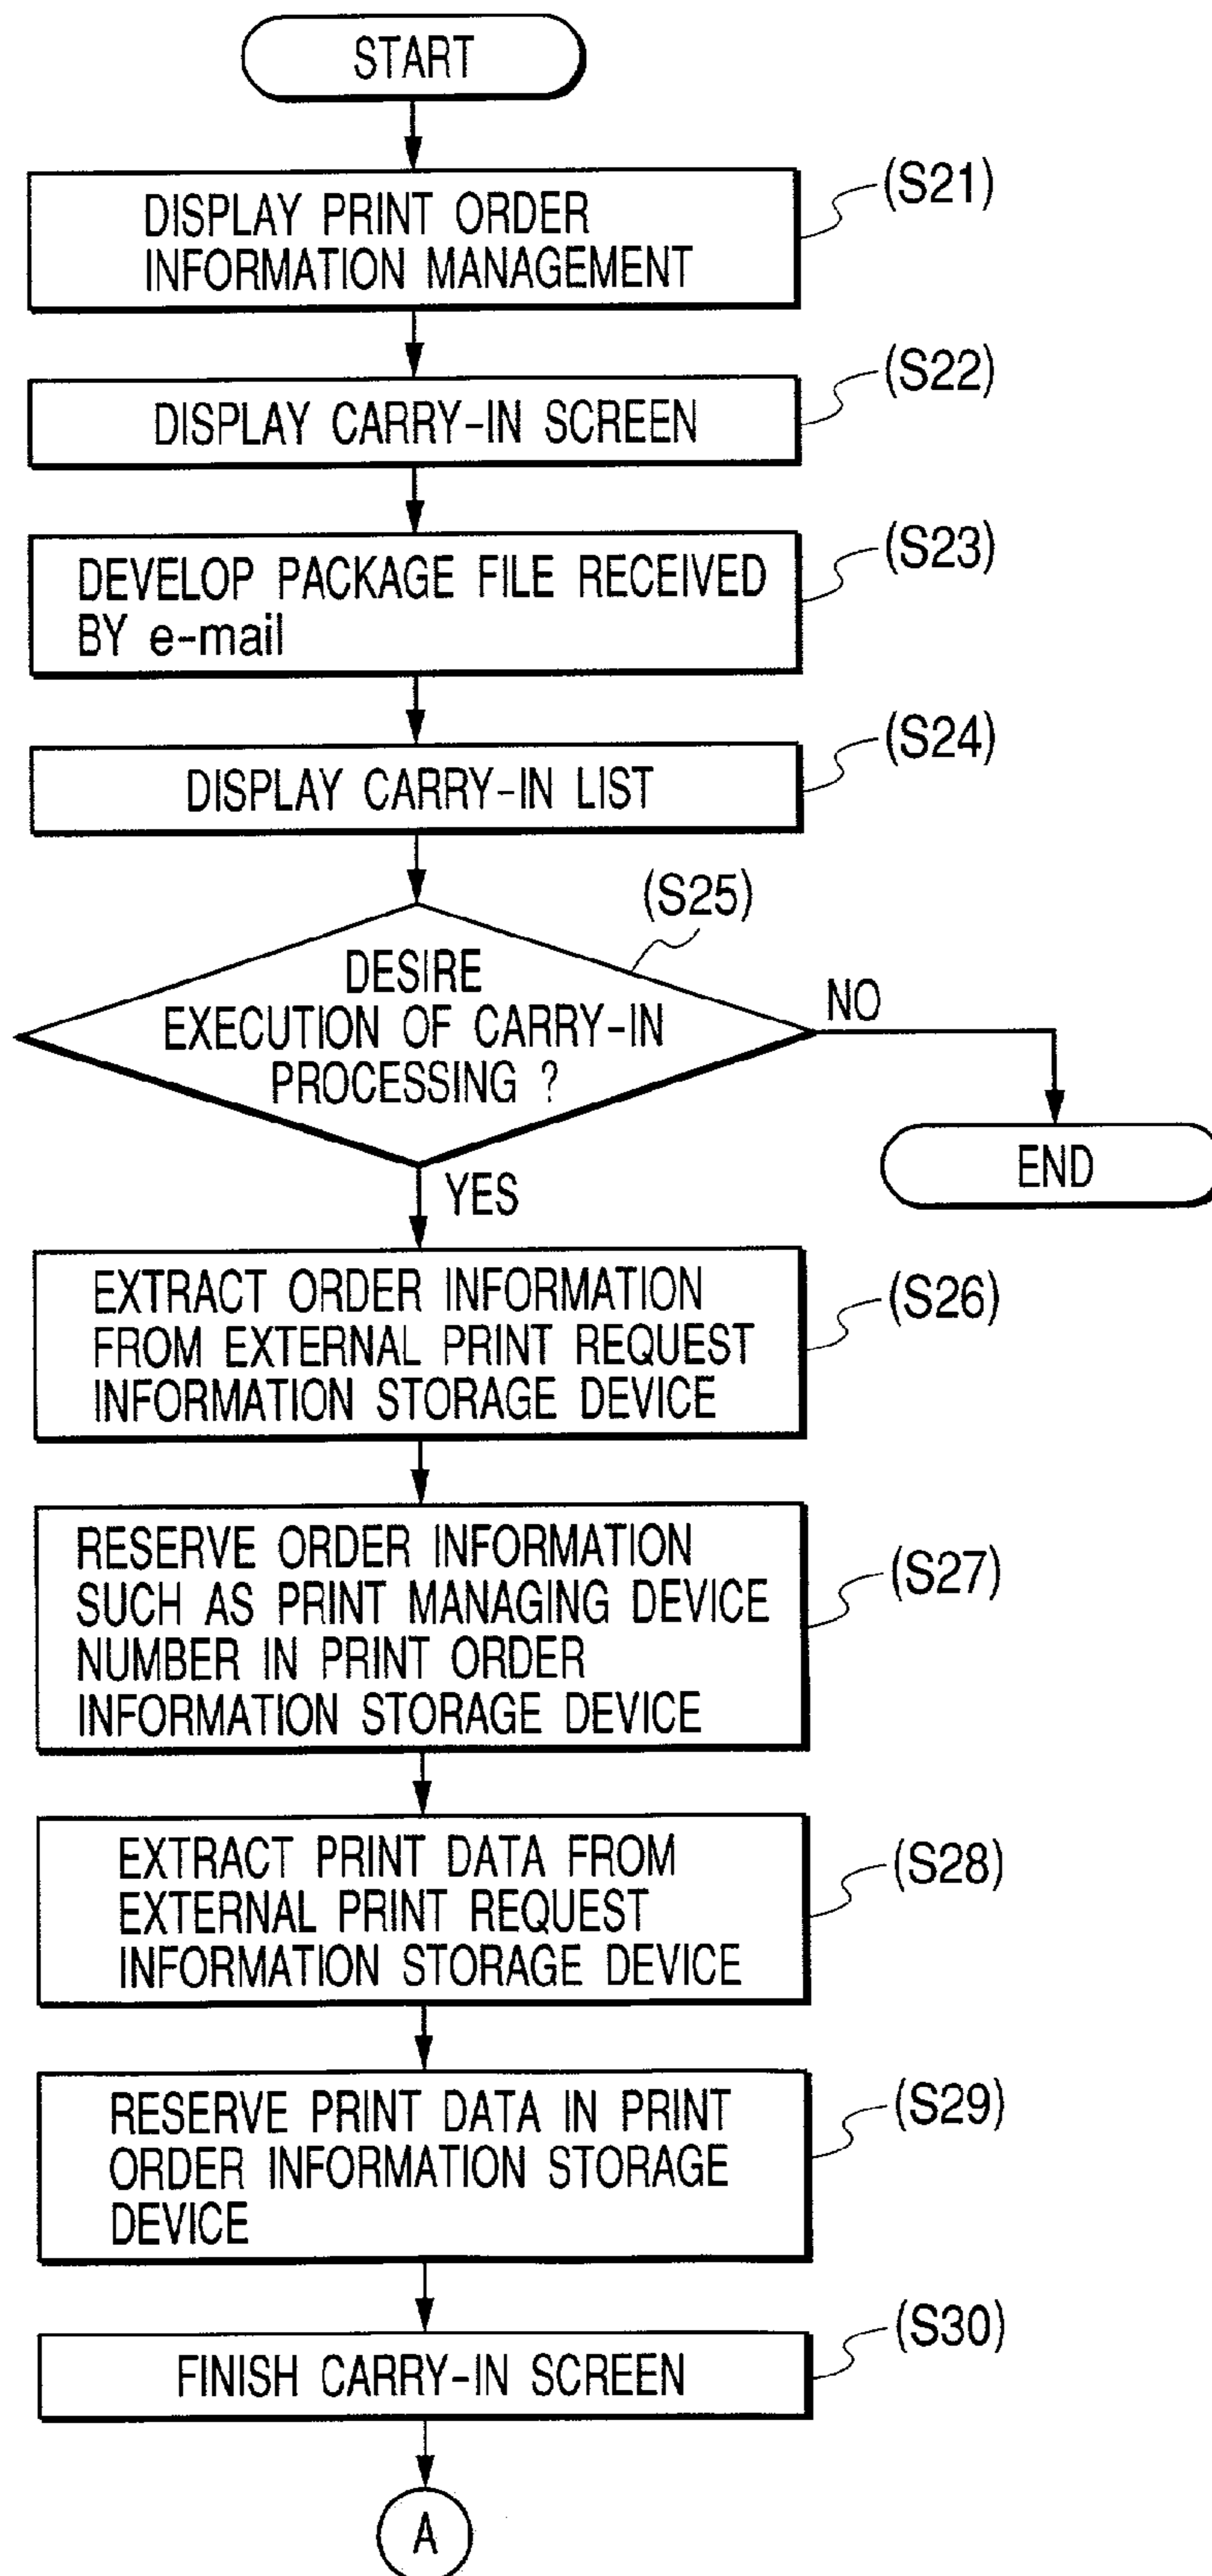 START
DISPLAY PRINT ORDER
INFORMATION MANAGEMENT
(S21)
DISPLAY CARRY-IN SCREEN
(S22)
DEVELOP PACKAGE FILE RECEIVED
BY e-mail
(S23)
DISPLAY CARRY-IN LIST
(S24)
(S25)
DESIRE
EXECUTION OF CARRY-IN
PROCESSING ?
NO
END
YES
EXTRACT ORDER INFORMATION
FROM EXTERNAL PRINT REQUEST
INFORMATION STORAGE DEVICE
(S26)
RESERVE ORDER INFORMATION
SUCH AS PRINT MANAGING DEVICE
NUMBER IN PRINT ORDER
INFORMATION STORAGE DEVICE
(S27)
EXTRACT PRINT DATA FROM
EXTERNAL PRINT REQUEST
INFORMATION STORAGE DEVICE
(S28)
RESERVE PRINT DATA IN PRINT
ORDER INFORMATION STORAGE
DEVICE
(S29)
FINISH CARRY-IN SCREEN
(S30)
A